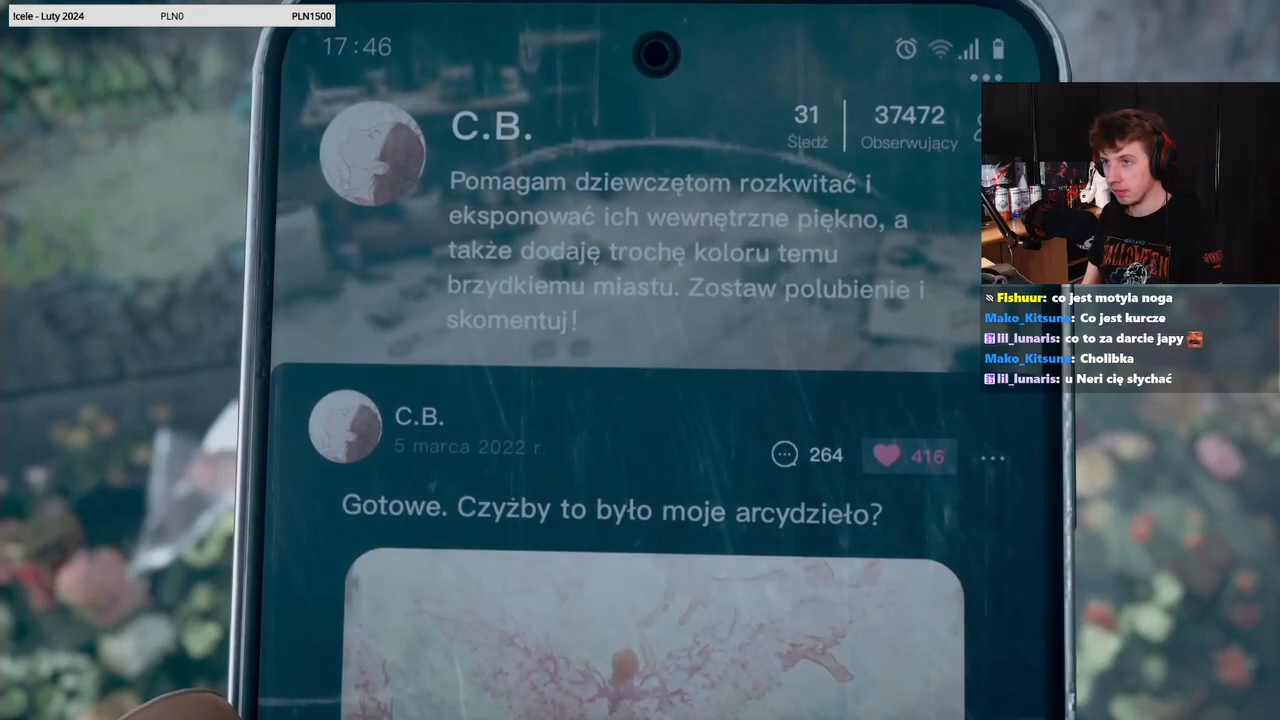 !cele - Luty 2024 PLN0 PLN1500
17:46
C.B.
31 37472
Śledź Obserwujący
Pomagam dziewczętom rozkwitać i
eksponować ich wewnętrzne piękno, a
także dodaję trochę koloru temu
brzydkiemu miastu. Zostaw polubienie i
skomentuj!
Fishuur: co jest motyla noga
Mako_Kitsune: Co jest kurcze
lil_lunaris: co to za darcie japy
Mako_Kitsune: Cholibka
lil_lunaris: u Neri cię słychać
C.B.
5 marca 2022 r.
264 416
Gotowe. Czyżby to było moje arcydzieło?